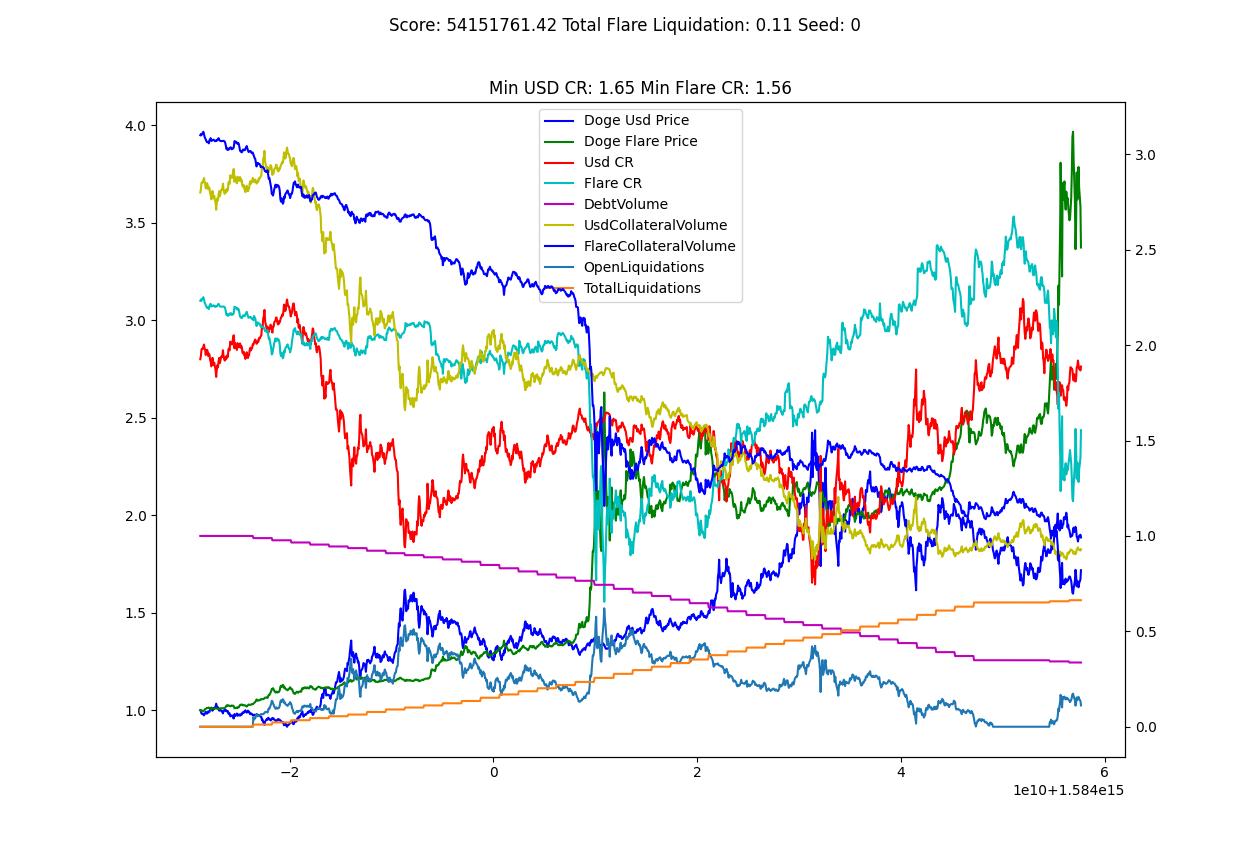 Score: 54151761.42 Total Flare Liquidation: 0.11 Seed: 0
Min USD CR: 1.65 Min Flare CR: 1.56
Doge Usd Price
Doge Flare Price
Usd CR
Flare CR
DebtVolume
UsdCollateralVolume
FlareCollateralVolume
OpenLiquidations
TotalLiquidations
4.0
3.5
3.0
2.5
2.0
1.5
1.0
3.0
2.5
2.0
1.5
1.0
0.5
0.0
−2
0
2
4
6
1e10+1.584e15